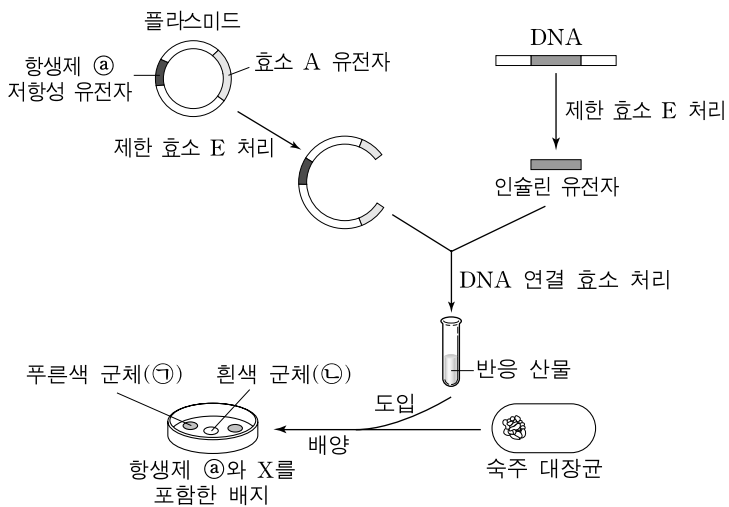 플라스미드
항생제 ⓐ
저항성 유전자
효소 A 유전자
DNA
제한 효소 E 처리
제한 효소 E 처리
인슐린 유전자
DNA 연결 효소 처리
반응 산물
푸른색 군체(㉠)
흰색 군체(㉡)
도입
배양
숙주 대장균
항생제 ⓐ와 X를
포함한 배지